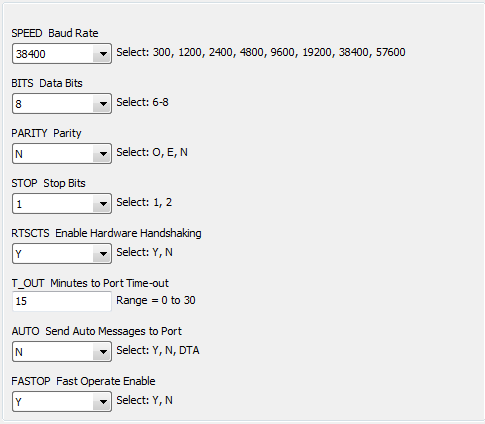 SPEED  Baud Rate
38400 Select: 300, 1200, 2400, 4800, 9600, 19200, 38400, 57600
BITS  Data Bits
8 Select: 6-8
PARITY  Parity
N Select: O, E, N
STOP  Stop Bits
1 Select: 1, 2
RTSCTS  Enable Hardware Handshaking
Y Select: Y, N
T_OUT  Minutes to Port Time-out
15 Range = 0 to 30
AUTO  Send Auto Messages to Port
N Select: Y, N, DTA
FASTOP  Fast Operate Enable
Y Select: Y, N